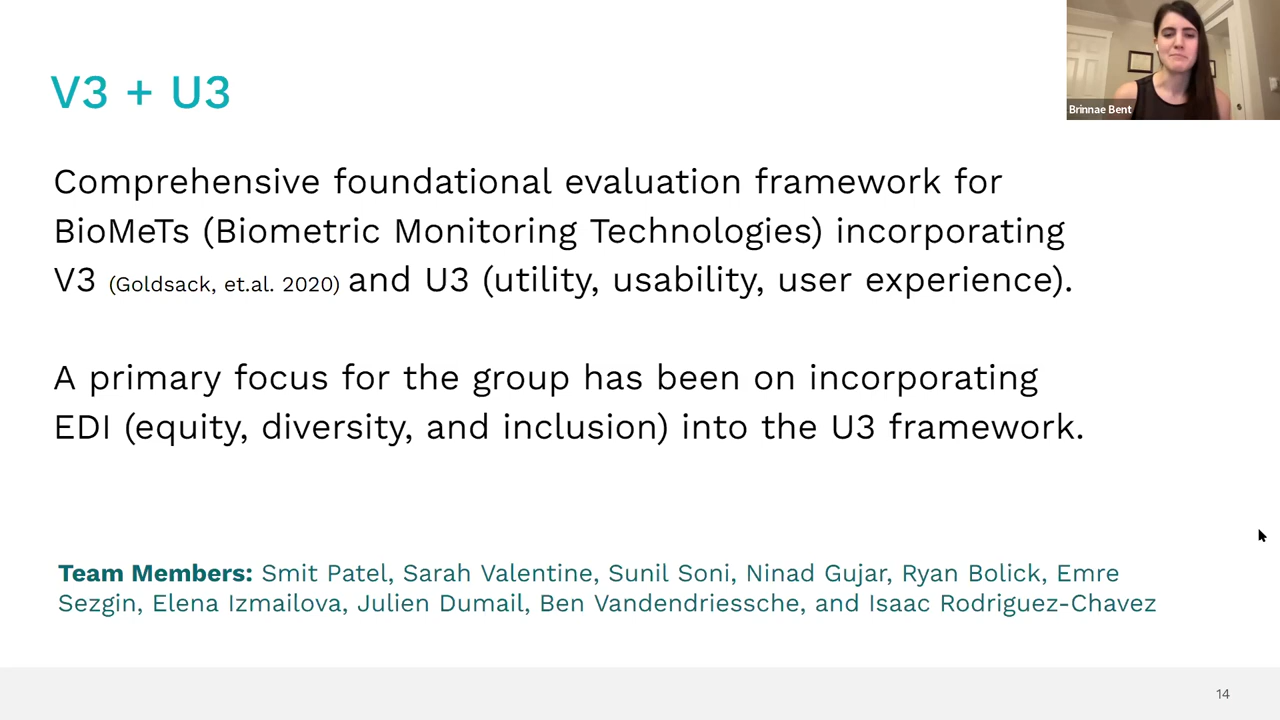 V3 + U3
Brinnae Bent
Comprehensive foundational evaluation framework for
BioMeTs (Biometric Monitoring Technologies) incorporating
V3 (Goldsack, et.al. 2020) and U3 (utility, usability, user experience).
A primary focus for the group has been on incorporating
EDI (equity, diversity, and inclusion) into the U3 framework.
Team Members: Smit Patel, Sarah Valentine, Sunil Soni, Ninad Gujar, Ryan Bolick, Emre
Sezgin, Elena Izmailova, Julien Dumail, Ben Vandendriessche, and Isaac Rodriguez-Chavez
14